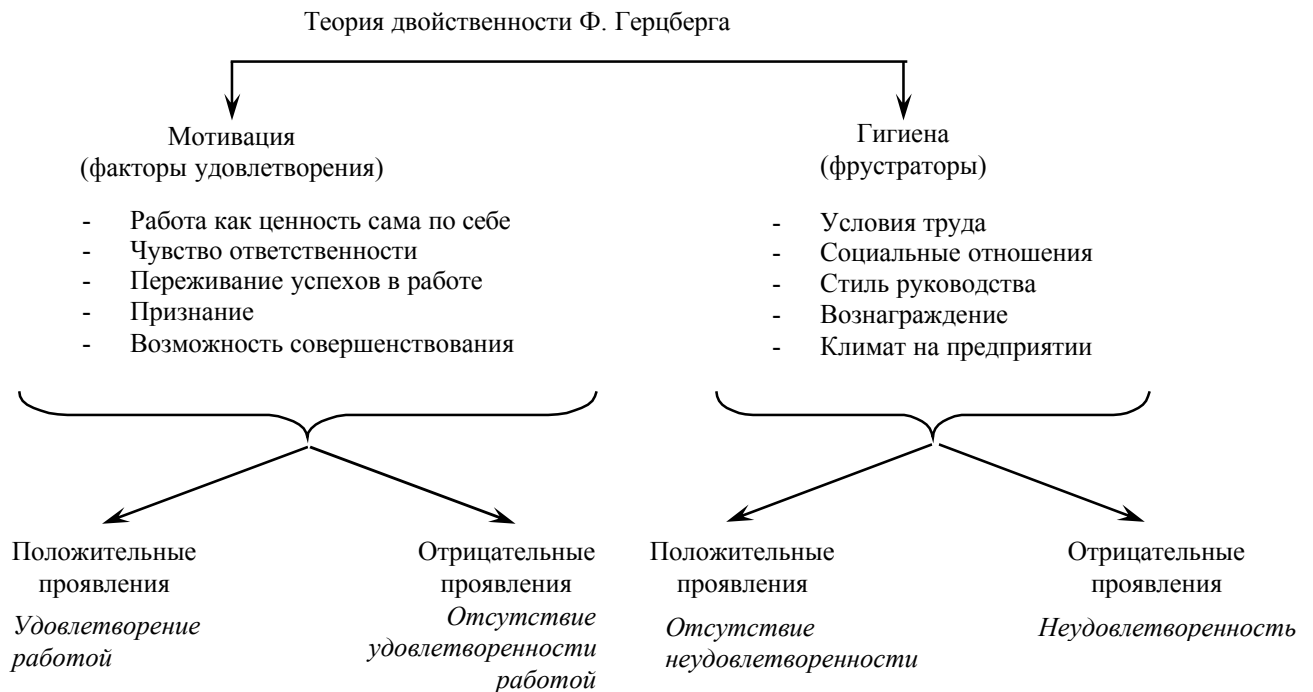 Теория двойственности Ф. Герцберга
Мотивация
(факторы удовлетворения)
- Работа как ценность сама по себе
- Чувство ответственности
- Переживание успехов в работе
- Признание
- Возможность совершенствования
Гигиена
(фрустраторы)
- Условия труда
- Социальные отношения
- Стиль руководства
- Вознаграждение
- Климат на предприятии
Положительные
проявления
Удовлетворение
работой
Отрицательные
проявления
Отсутствие
удовлетворенности
работой
Положительные
проявления
Отсутствие
неудовлетворенности
Отрицательные
проявления
Неудовлетворенность